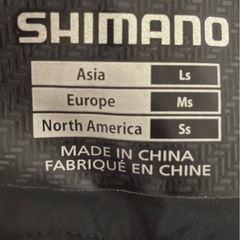 SHIMANO
Asia Ls
Europe Ms
North America Ss
MADE IN CHINA
FABRIQUÉ EN CHINE